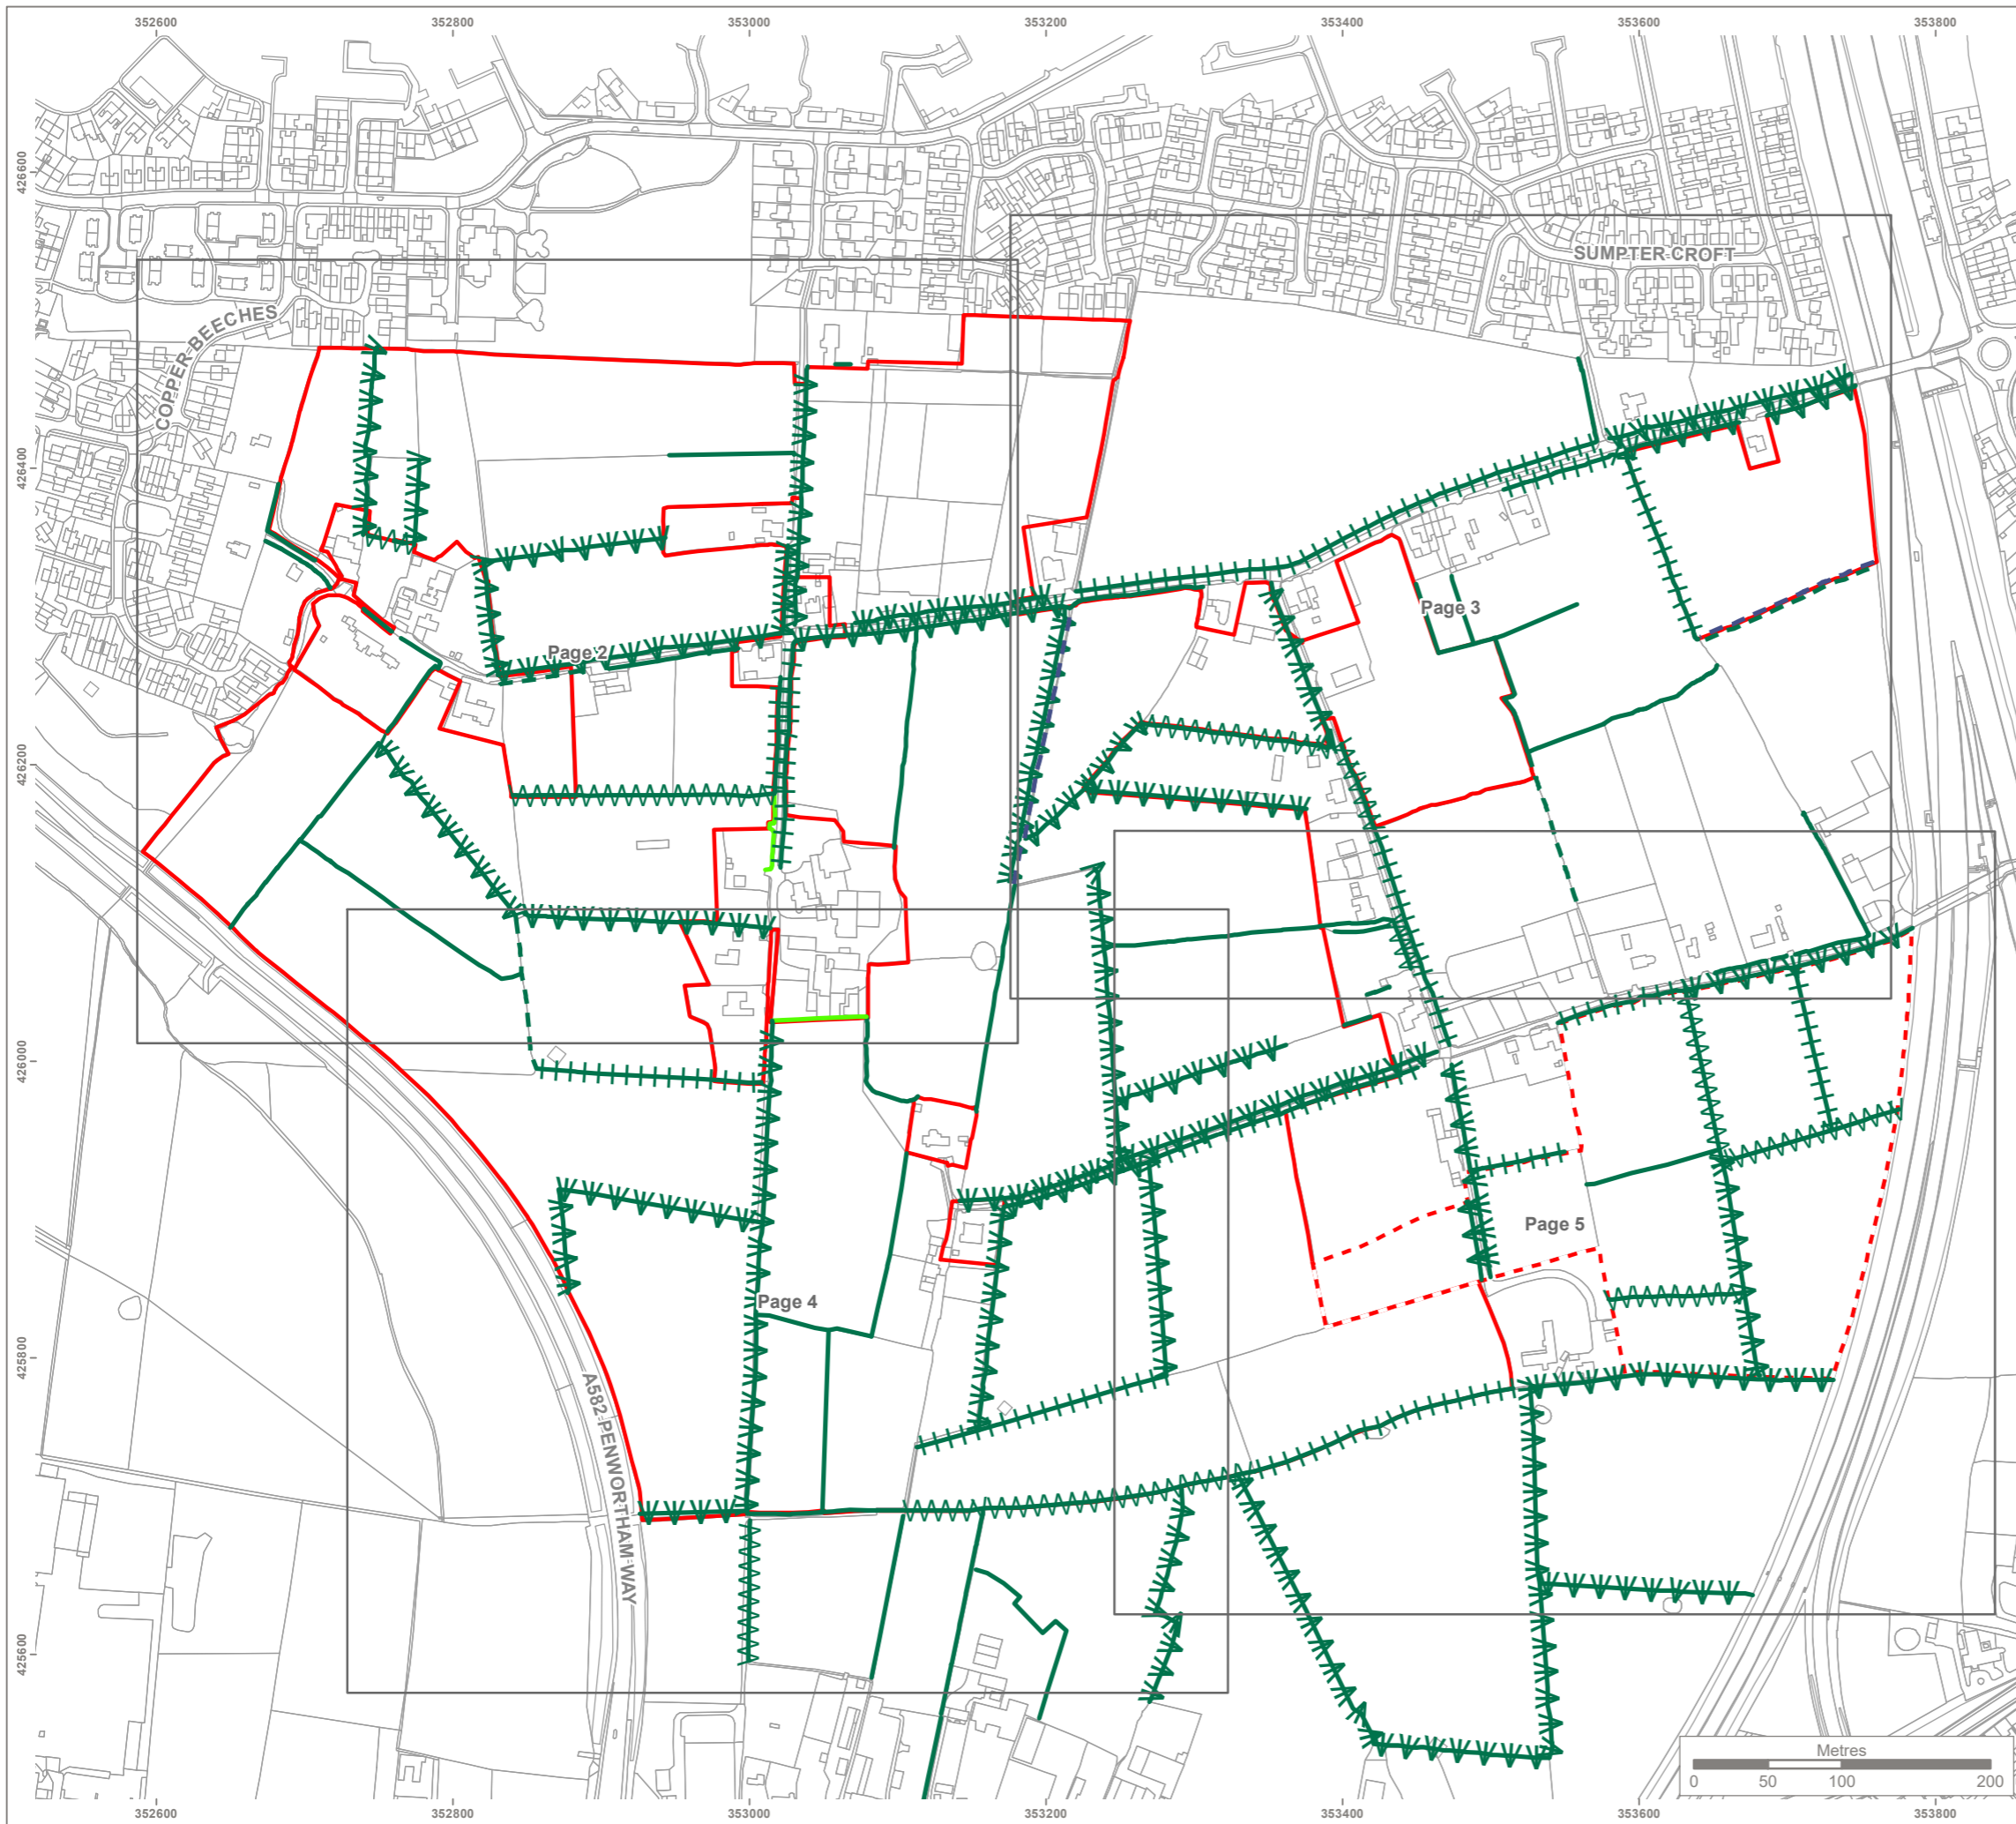 352600 352800 353000 353200 353400 353600 353800
426600
SUMPTER CROFT
COPPER BEECHES
426400
Page 3
Page 2
426200
426000
Page 5
Page 4
425800
A582 PENWORTHAM WAY
425600
Metres
0 50 100 200
352600 352800 353000 353200 353400 353600 353800